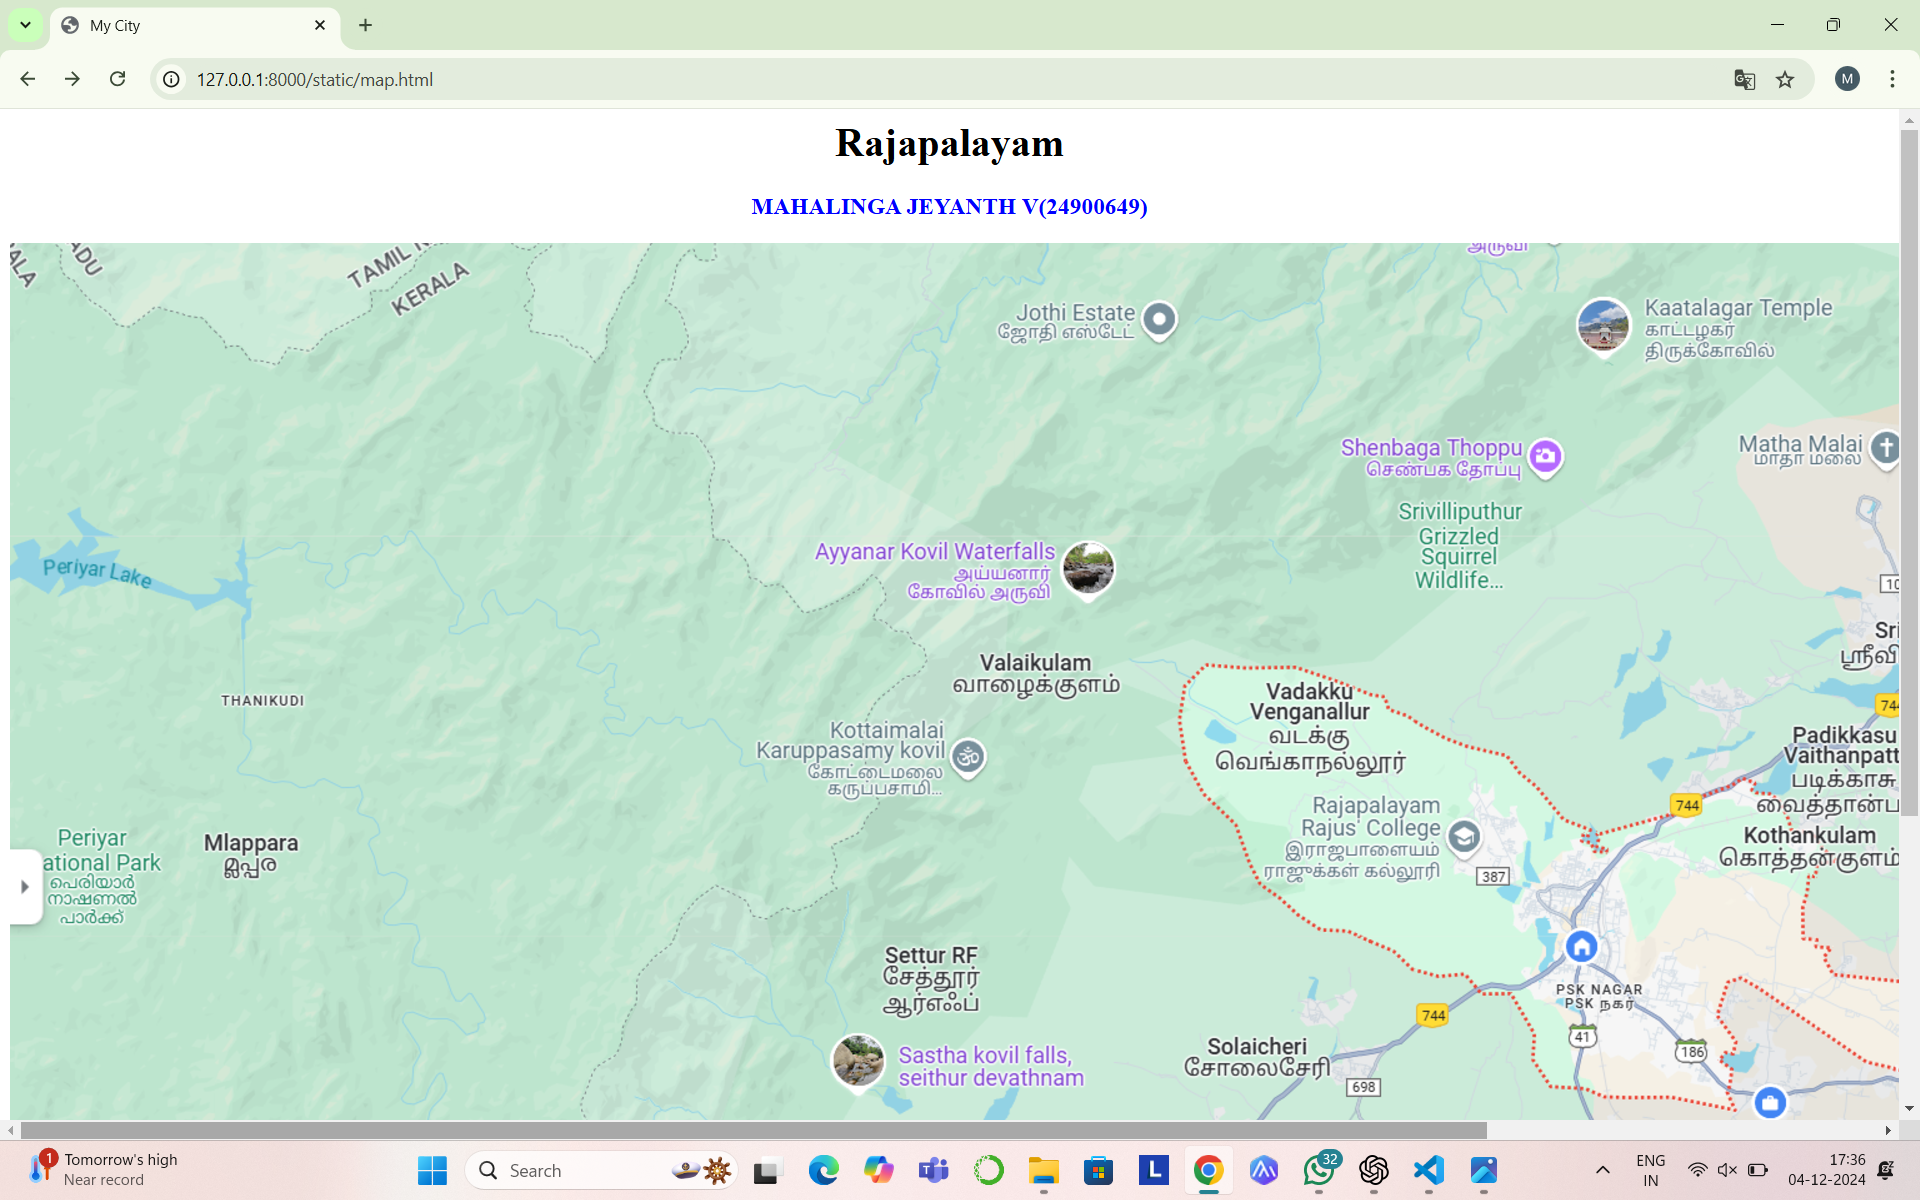 My City
127.0.0.1:8000/static/map.html
M
Rajapalayam
MAHALINGA JEYANTH V(24900649)
TAMIL
KERALA
Jothi Estate
ஜோதி எஸ்டேட்
அருவி
Kaatalagar Temple
காட்டழகர்
திருக்கோவில்
Shenbaga Thoppu
செண்பக தோப்பு
Matha Malai
மாதா மலை
Srivilliputhur
Grizzled
Squirrel
Wildlife...
Periyar Lake
Ayyanar Kovil Waterfalls
அய்யனார்
கோவில் அருவி
Valaikulam
வாழைக்குளம்
THANIKUDI
Vadakku
Venganallur
வடக்கு
வெங்காநல்லூர்
Kottaimalai
Karuppasamy kovil
கோட்டைமலை
கருப்பசாமி...
744
Padikkasu
Vaithanpatt
படிக்காசு
வைத்தான்ப
Rajapalayam
Rajus' College
இராஜபாளையம்
ராஜுக்கள் கல்லூரி
387
744
Kothankulam
கொத்தன்குளம்
Periyar
ational Park
പെരിയാർ
നാഷണൽ
പാർക്ക്
Mlappara
മ്ലപ്പര
Settur RF
சேத்தூர்
ஆர்எஃப்
PSK NAGAR
PSK நகர்
744
41
186
Solaicheri
சோலைசேரி
698
Sastha kovil falls,
seithur devathnam
1
Tomorrow's high
Near record
Search
32
ENG
IN
17:36
04-12-2024